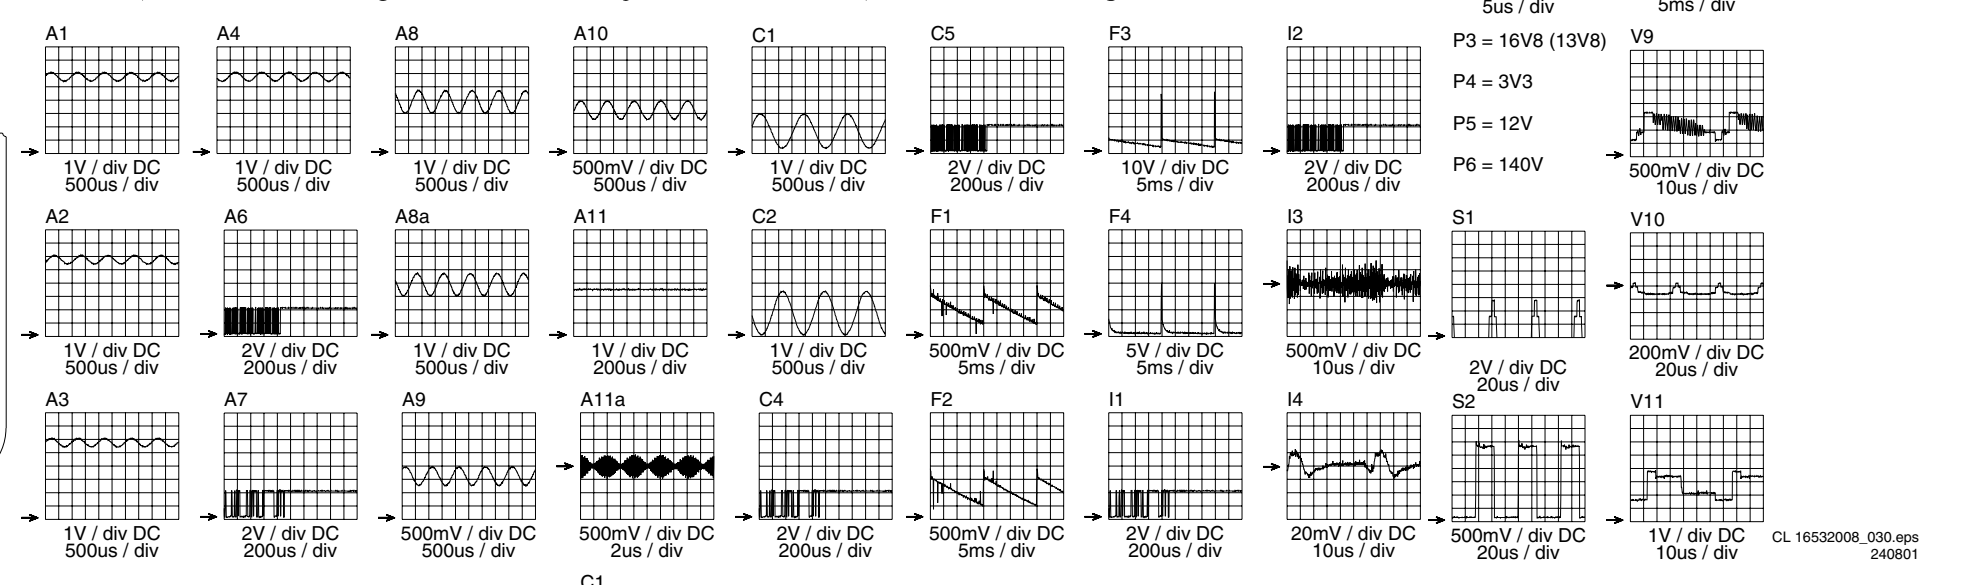 5us / div
5ms / div
A1
1V / div DC
500us / div
A4
1V / div DC
500us / div
A8
1V / div DC
500us / div
A10
500mV / div DC
500us / div
C1
1V / div DC
500us / div
C5
2V / div DC
200us / div
F3
10V / div DC
5ms / div
I2
2V / div DC
200us / div
P3 = 16V8 (13V8)
P4 = 3V3
P5 = 12V
P6 = 140V
V9
500mV / div DC
10us / div
A2
1V / div DC
500us / div
A6
2V / div DC
200us / div
A8a
1V / div DC
500us / div
A11
1V / div DC
200us / div
C2
1V / div DC
500us / div
F1
500mV / div DC
5ms / div
F4
5V / div DC
5ms / div
I3
500mV / div DC
10us / div
S1
2V / div DC
20us / div
V10
200mV / div DC
20us / div
A3
1V / div DC
500us / div
A7
2V / div DC
200us / div
A9
500mV / div DC
500us / div
A11a
500mV / div DC
2us / div
C4
2V / div DC
200us / div
F2
500mV / div DC
5ms / div
I1
2V / div DC
200us / div
I4
20mV / div DC
10us / div
S2
500mV / div DC
20us / div
V11
1V / div DC
10us / div
CL 16532008_030.eps
240801
C1